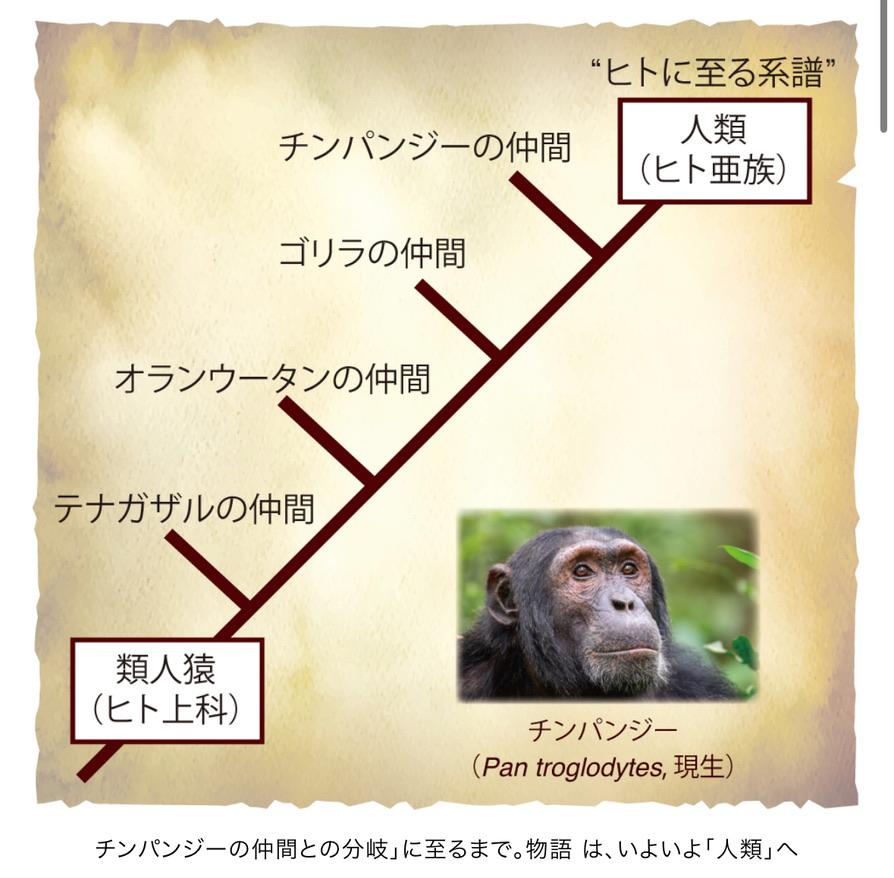 “ヒトに至る系譜”
人類
（ヒト亜族）
チンパンジーの仲間
ゴリラの仲間
オランウータンの仲間
テナガザルの仲間
類人猿
（ヒト上科）
チンパンジー
（Pan troglodytes, 現生）
チンパンジーの仲間との分岐」に至るまで。物語 は、いよいよ「人類」へ